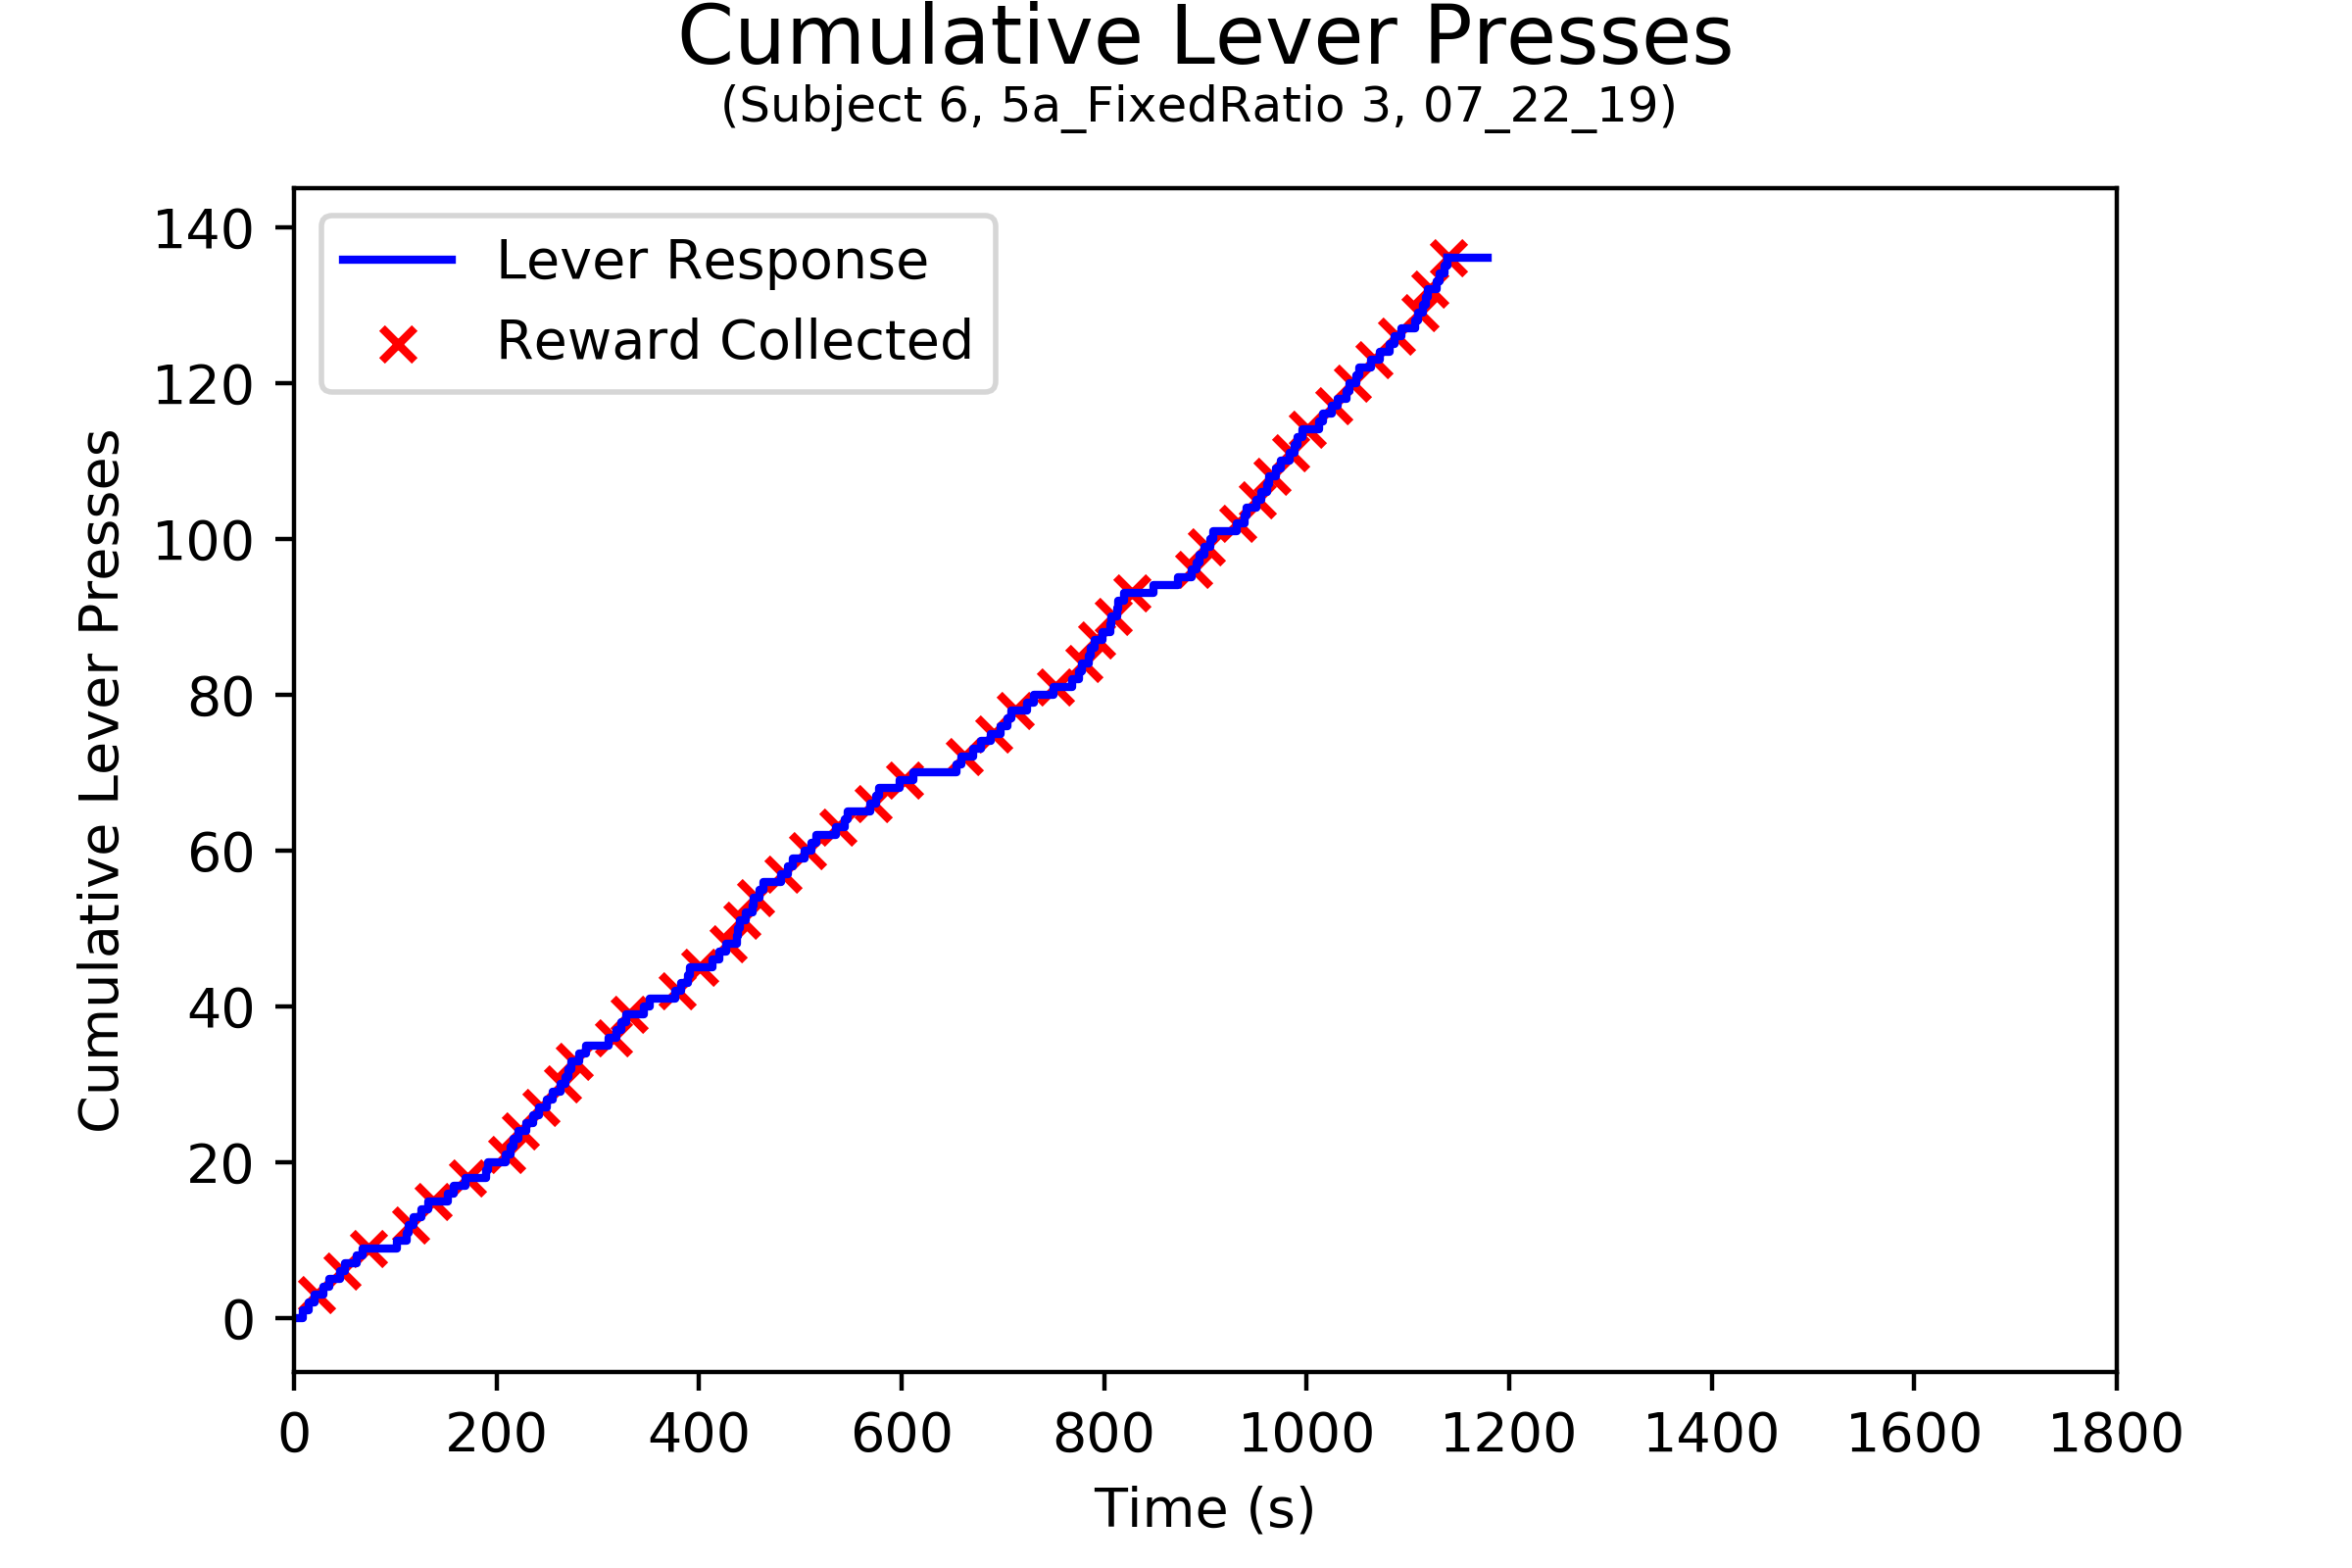 Cumulative Lever Presses
(Subject 6, 5a_FixedRatio 3, 07_22_19)
140
120
100
80
60
40
20
0
Lever Response
Reward Collected
Cumulative Lever Presses
0 200 400 600 800 1000 1200 1400 1600 1800
Time (s)